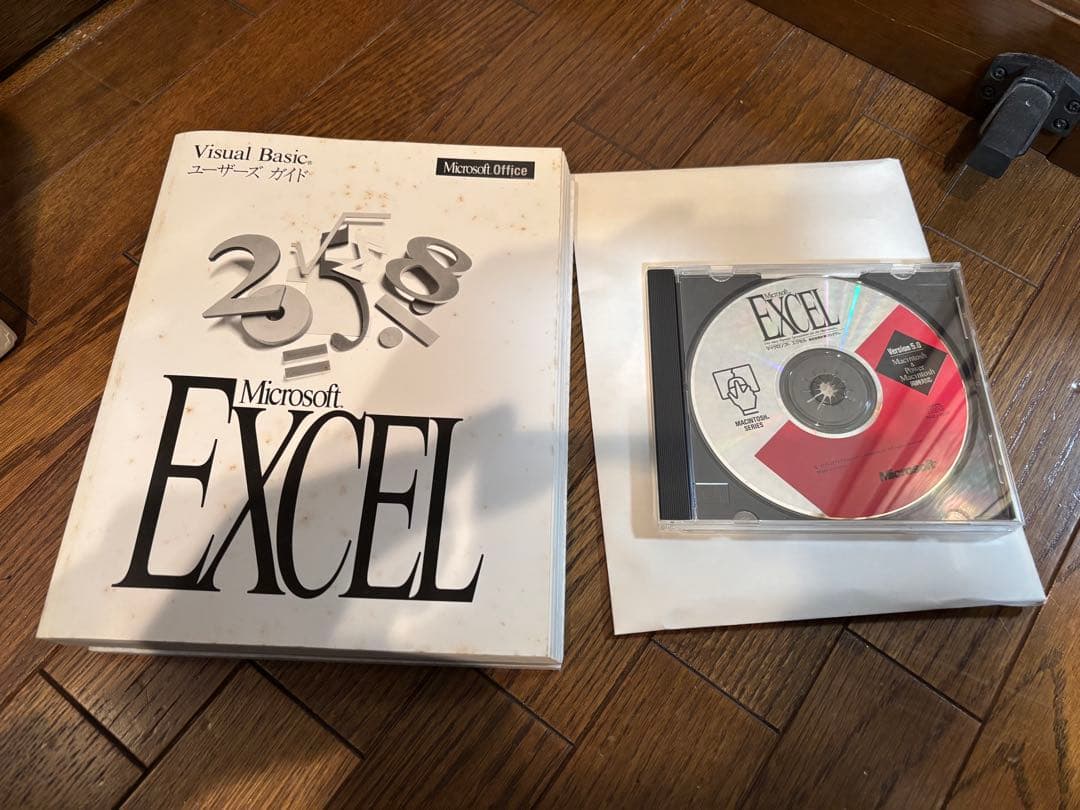 Visual Basic®
ユーザーズ ガイド
Microsoft Office
Microsoft
EXCEL
Microsoft
EXCEL
Version 5.0
Macintosh
Power
Macintosh
MACINTOSH
SERIES
Microsoft